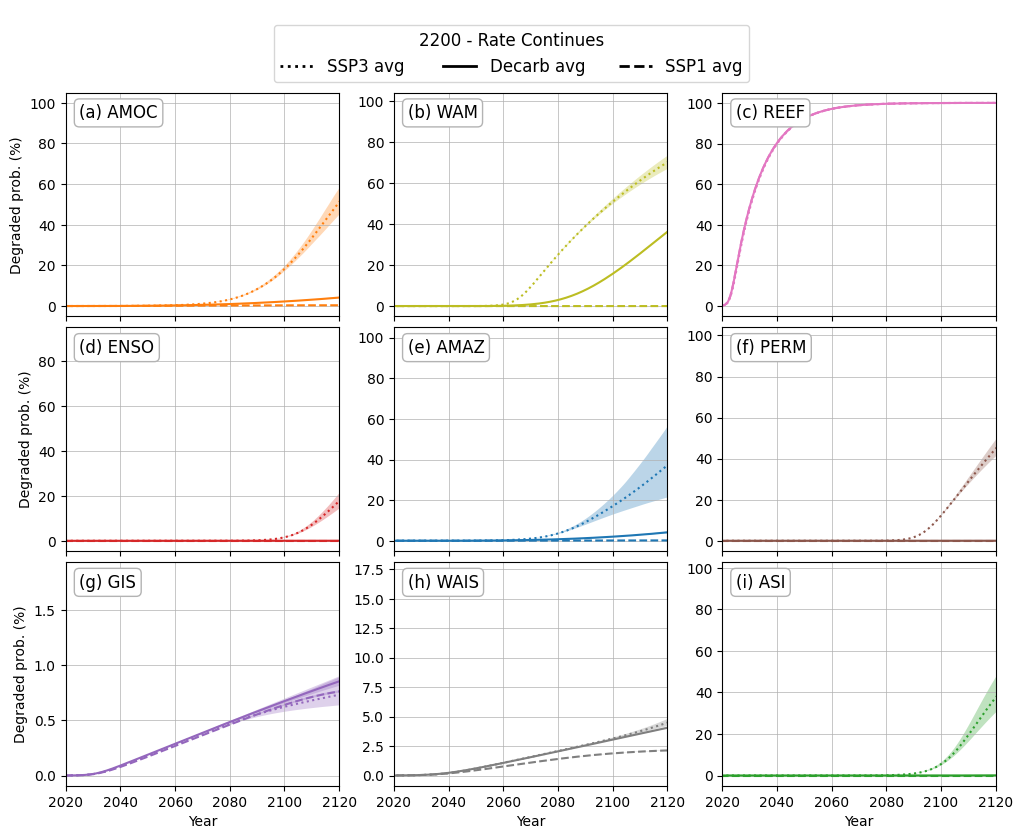 2200 - Rate Continues
SSP3 avg Decarb avg SSP1 avg
(a) AMOC (b) WAM (c) REEF
Degraded prob. (%)
100 80 60 40 20 0
100 80 60 40 20 0
100 80 60 40 20 0
(d) ENSO (e) AMAZ (f) PERM
Degraded prob. (%)
80 60 40 20 0
100 80 60 40 20 0
100 80 60 40 20 0
(g) GIS (h) WAIS (i) ASI
Degraded prob. (%)
1.5 1.0 0.5 0.0
17.5 15.0 12.5 10.0 7.5 5.0 2.5 0.0
100 80 60 40 20 0
2020 2040 2060 2080 2100 2120 2020 2040 2060 2080 2100 2120 2020 2040 2060 2080 2100 2120
Year Year Year